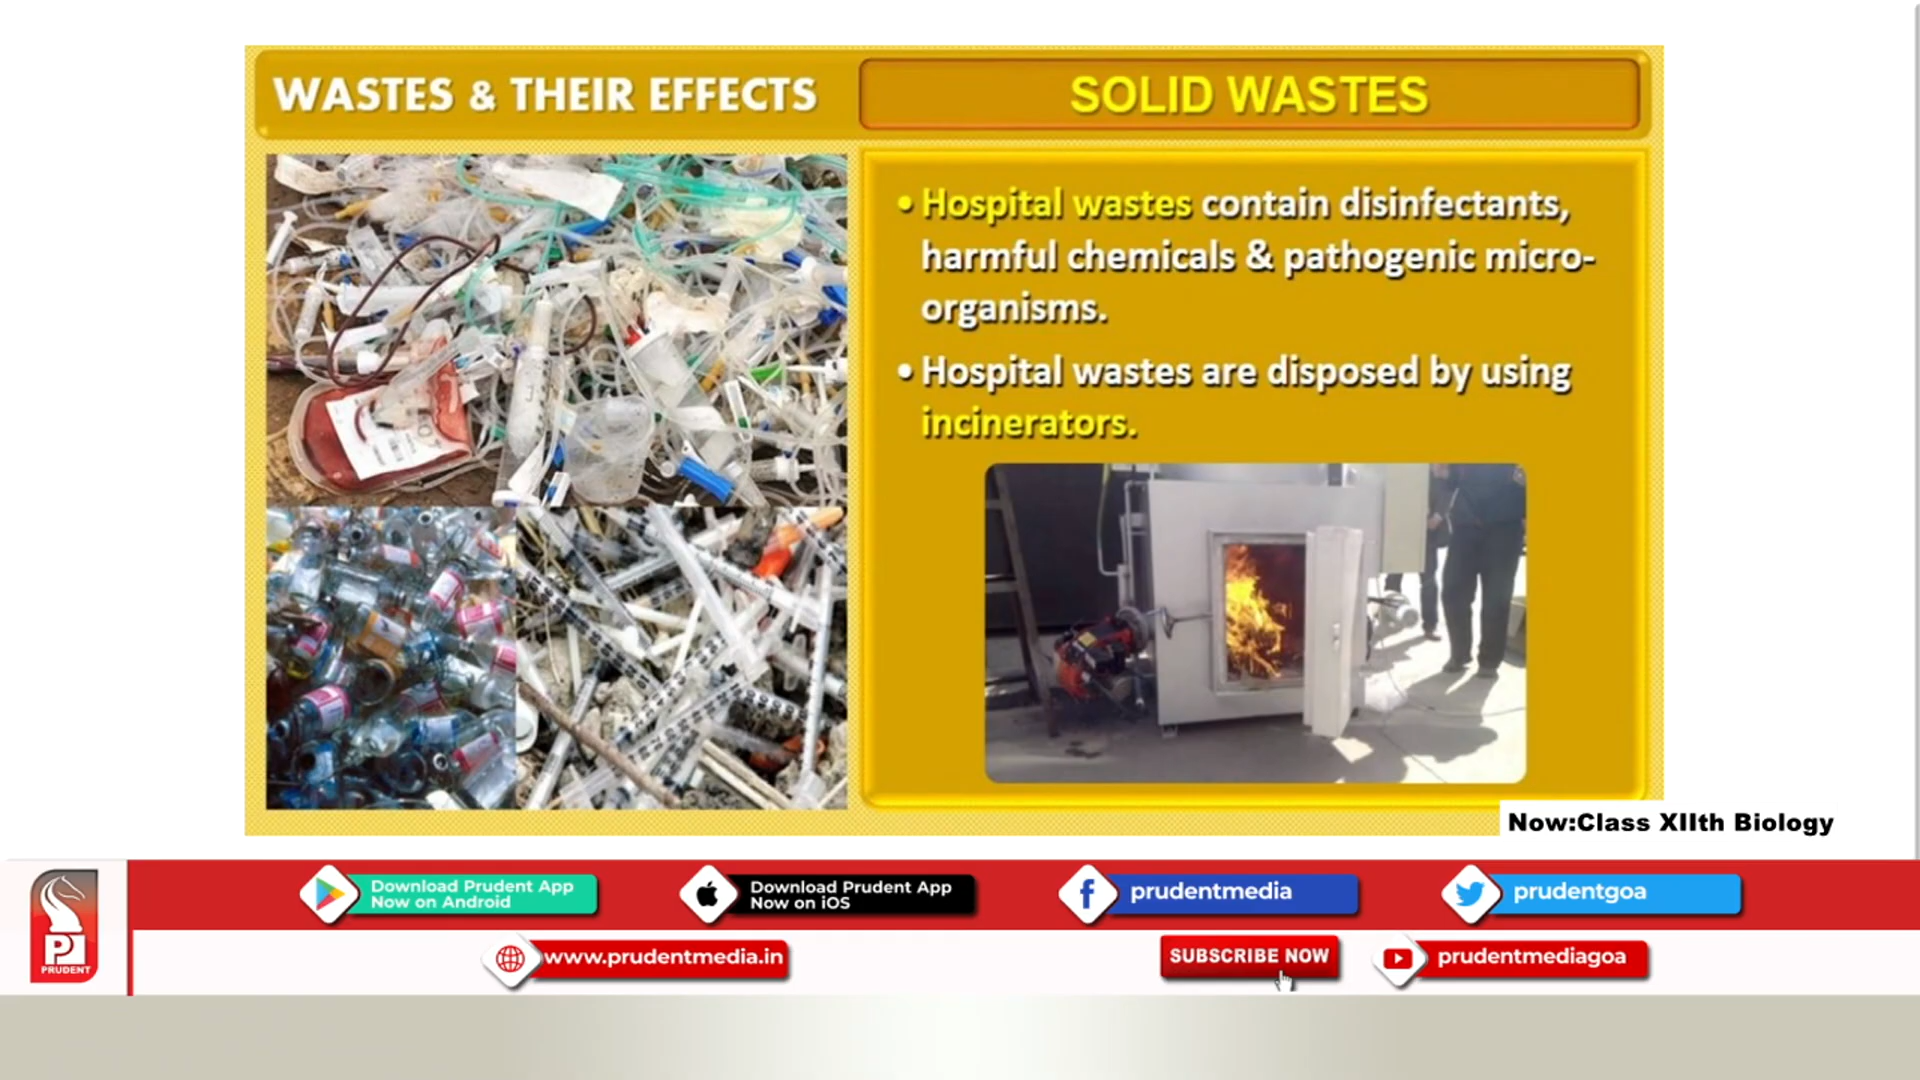 WASTES & THEIR EFFECTS
SOLID WASTES
• Hospital wastes contain disinfectants,
harmful chemicals & pathogenic micro-
organisms.
• Hospital wastes are disposed by using
incinerators.
Now:Class XIIth Biology
Download Prudent App
Now on Android
Download Prudent App
Now on iOS
prudentmedia
prudentgoa
PRUDENT
www.prudentmedia.in
SUBSCRIBE NOW
prudentmediagoa